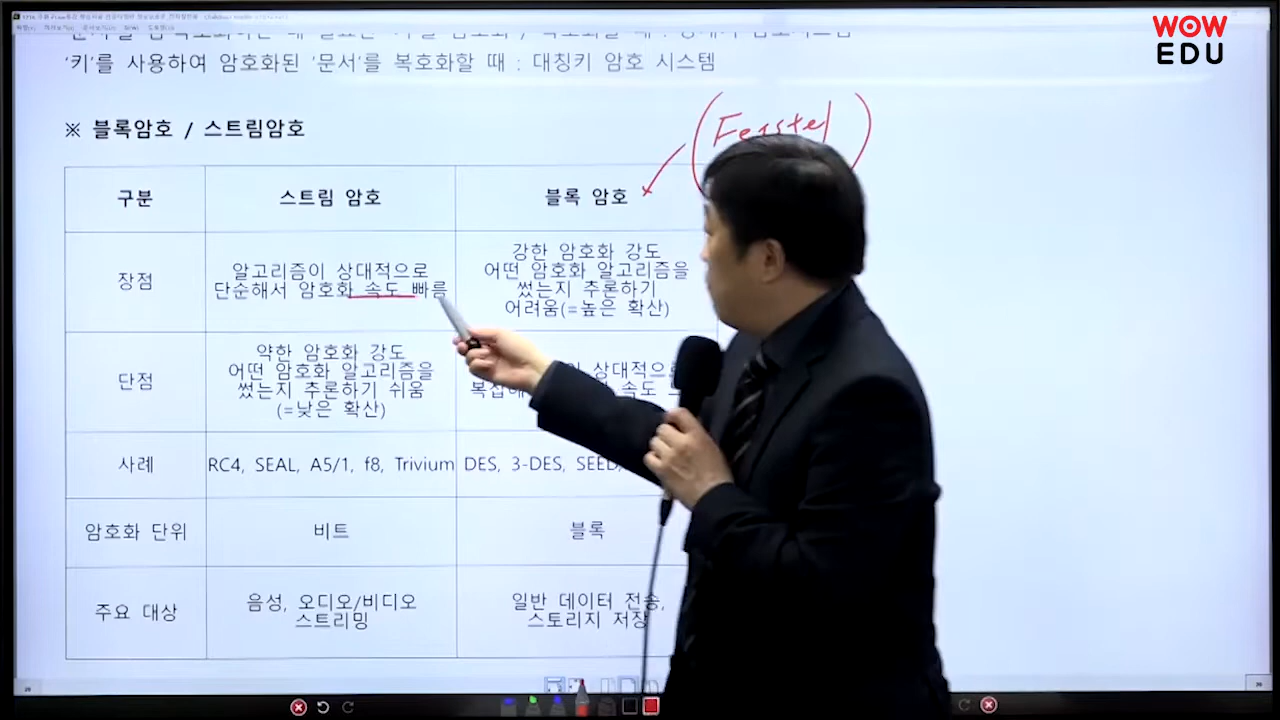 WOW
EDU
'키'를 사용하여 암호화된 '문서'를 복호화할 때 : 대칭키 암호 시스템
※ 블록암호 / 스트림암호
Feistel
구분
스트림 암호
블록 암호
장점
알고리즘이 상대적으로
단순해서 암호화 속도 빠름
강한 암호화 강도
어떤 암호화 알고리즘을
썼는지 추론하기
어려움(=높은 확산)
단점
약한 암호화 강도
어떤 암호화 알고리즘을
썼는지 추론하기 쉬움
(=낮은 확산)
상대적으로
속도
사례
RC4, SEAL, A5/1, f8, Trivium
DES, 3-DES, SEED,
암호화 단위
비트
블록
주요 대상
음성, 오디오/비디오
스트리밍
일반 데이터 전송,
스토리지 저장